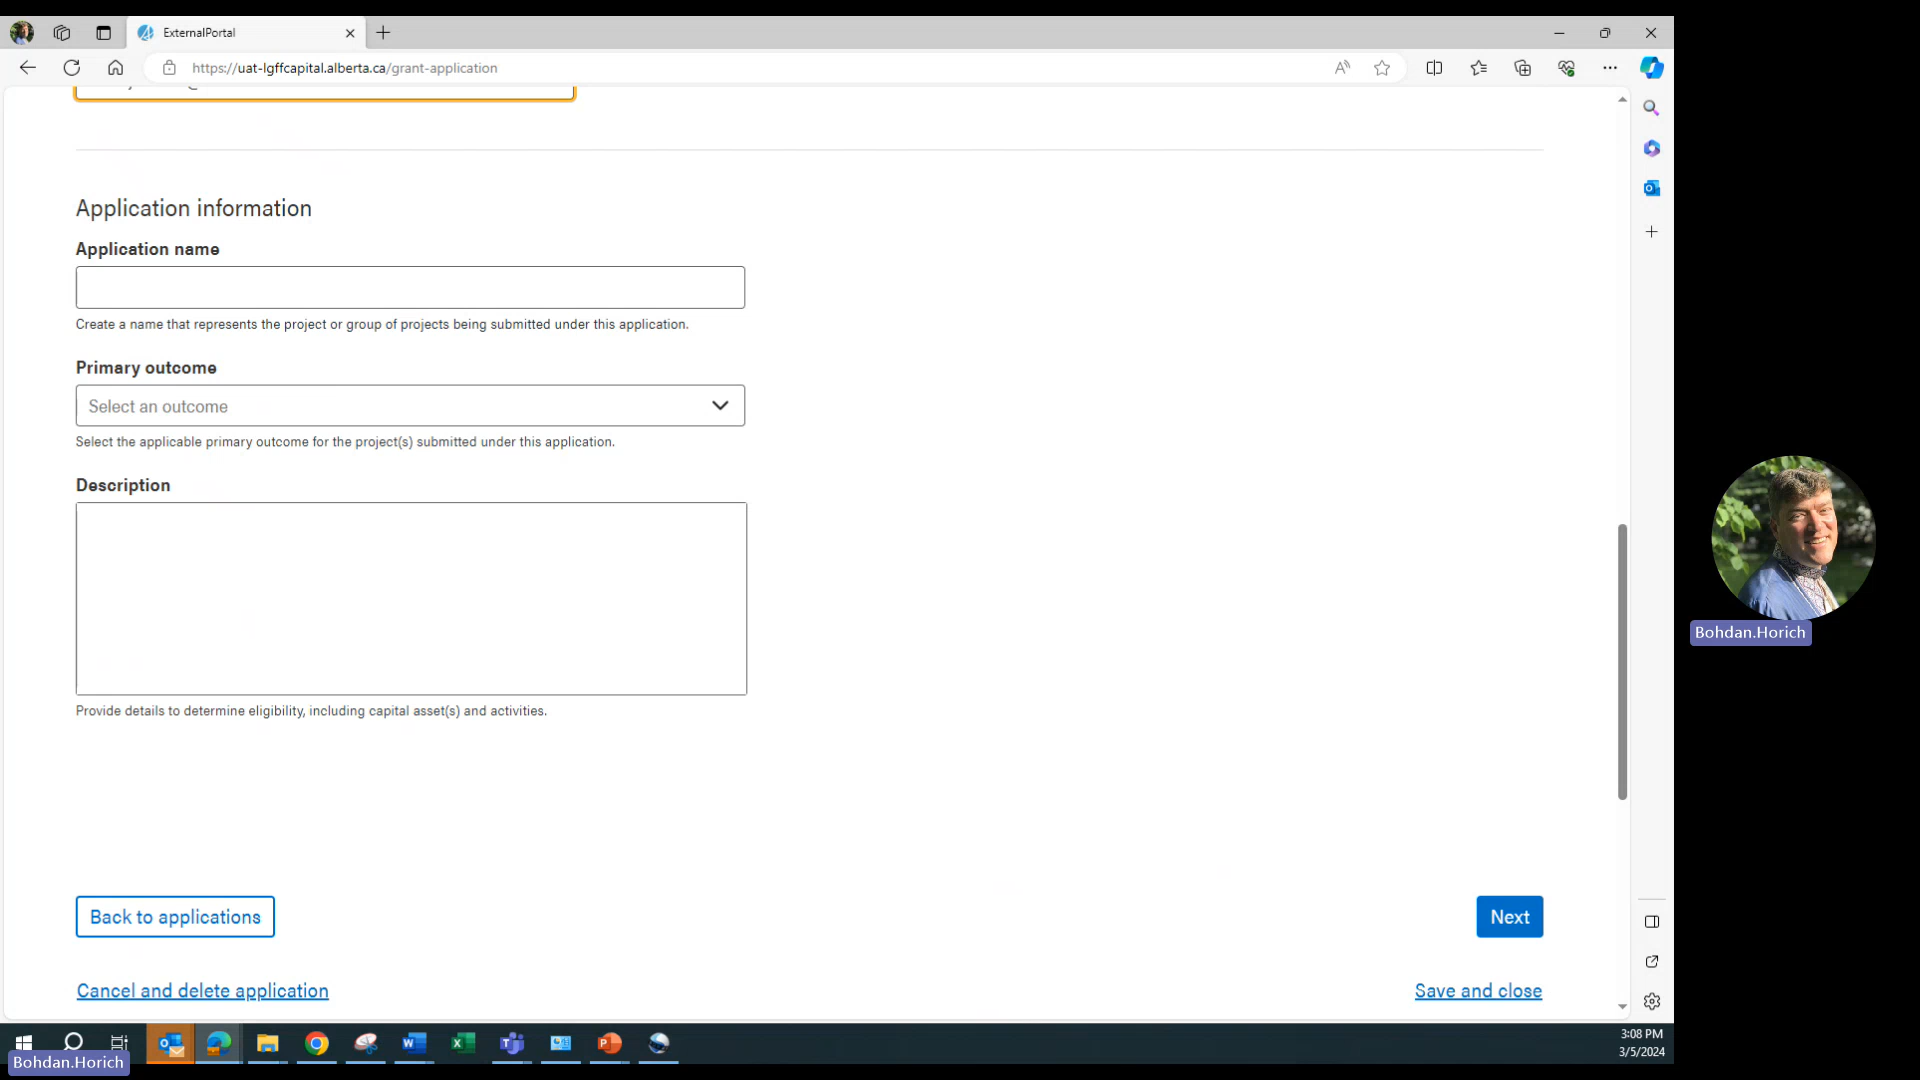 ExternalPortal
https://uat-lgffcapital.alberta.ca/grant-application
Application information
Application name
Create a name that represents the project or group of projects being submitted under this application.
Primary outcome
Select an outcome
Select the applicable primary outcome for the project(s) submitted under this application.
Description
Provide details to determine eligibility, including capital asset(s) and activities.
Back to applications
Next
Cancel and delete application
Save and close
Bohdan.Horich
3:08 PM
3/5/2024
Bohdan.Horich